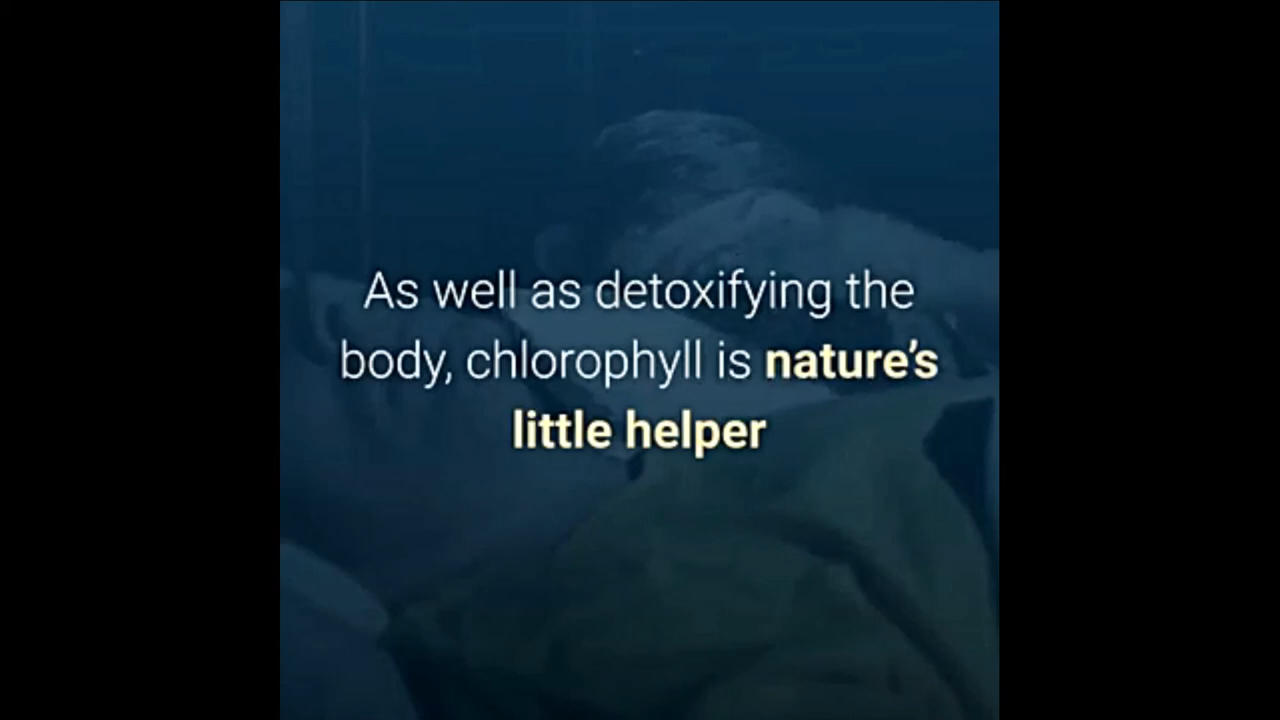 As well as detoxifying the
body, chlorophyll is nature’s
little helper